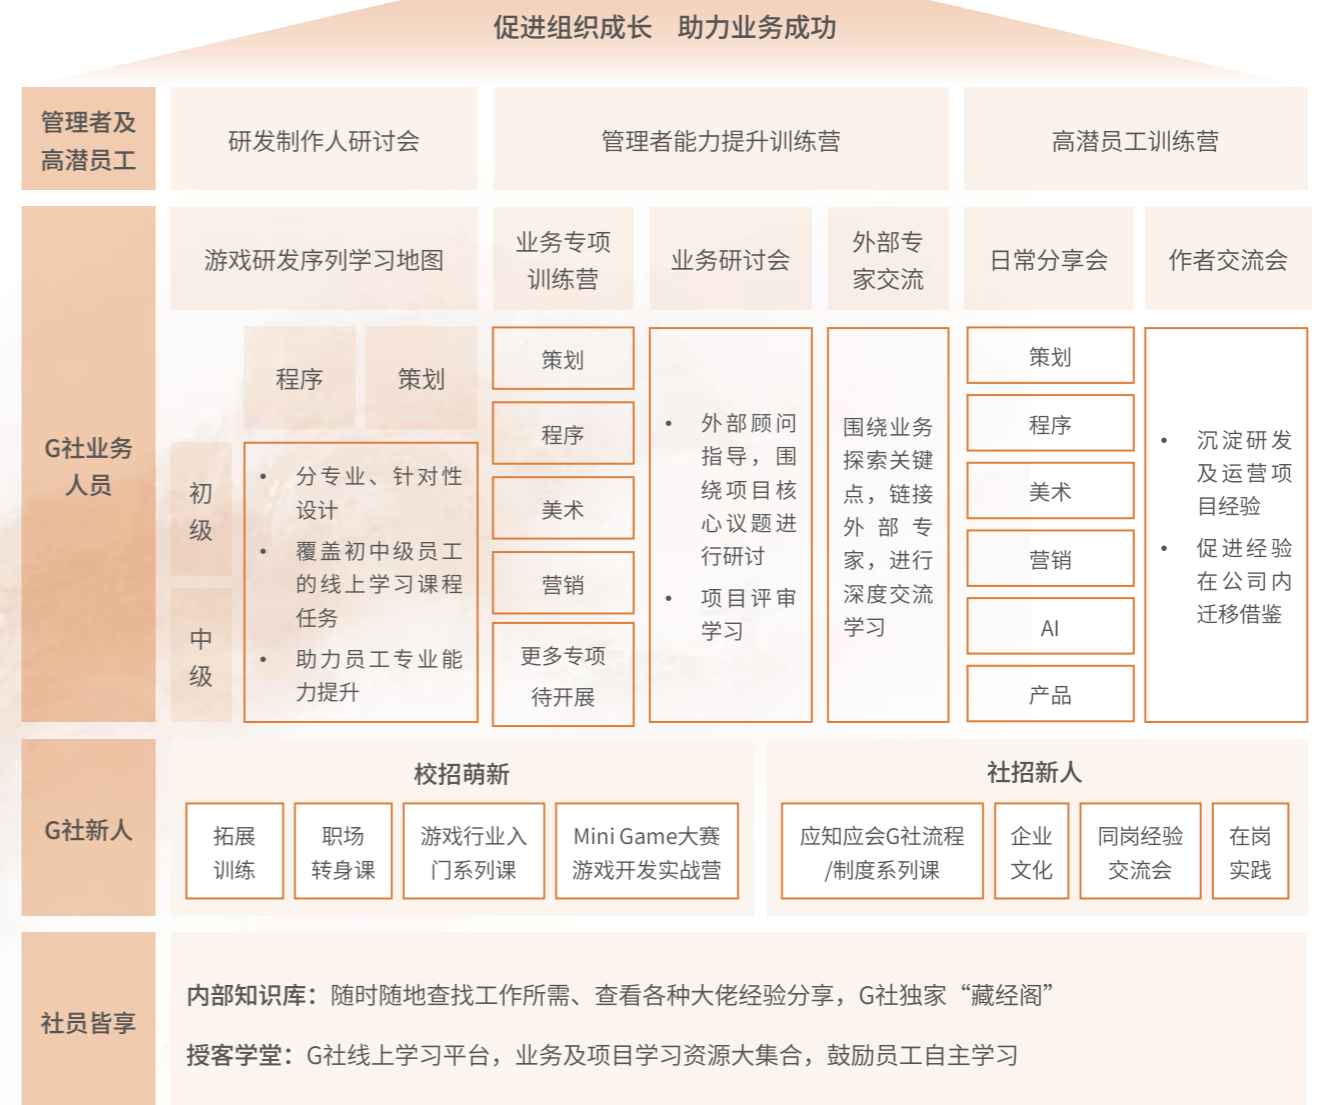 促进组织成长 助力业务成功
管理者及
高潜员工
研发制作人研讨会
管理者能力提升训练营
高潜员工训练营
G社业务
人员
游戏研发序列学习地图
程序
策划
初
级
中
级
• 分专业、针对性
设计
• 覆盖初中级员工
的线上学习课程
任务
• 助力员工专业能
力提升
业务专项
训练营
策划
程序
美术
营销
更多专项
待开展
业务研讨会
• 外部顾问
指导，围
绕项目核
心议题进
行研讨
• 项目评审
学习
外部专
家交流
围绕业务
探索关键
点，链接
外部专
家，进行
深度交流
学习
日常分享会
策划
程序
美术
营销
AI
产品
作者交流会
• 沉淀研发
及运营项
目经验
• 促进经验
在公司内
迁移借鉴
G社新人
校招萌新
拓展
训练
职场
转身课
游戏行业入
门系列课
Mini Game大赛
游戏开发实战营
社招新人
应知应会G社流程
/制度系列课
企业
文化
同岗经验
交流会
在岗
实践
社员皆享
内部知识库：随时随地查找工作所需、查看各种大佬经验分享，G社独家“藏经阁”
授客学堂：G社线上学习平台，业务及项目学习资源大集合，鼓励员工自主学习